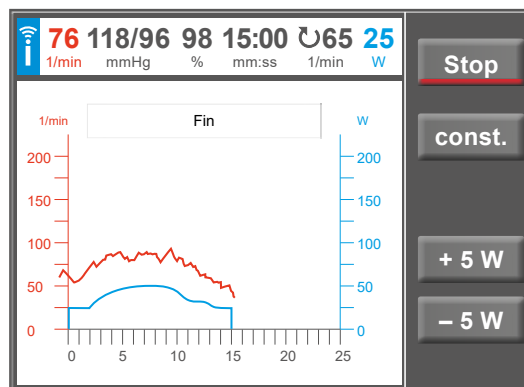 76 118/96 98 15:00 65 25
1/min mmHg % mm:ss 1/min W
Stop
const.
+ 5 W
– 5 W
Fin
1/min W
200 200
150 150
100 100
50 50
0 0
0 5 10 15 20 25